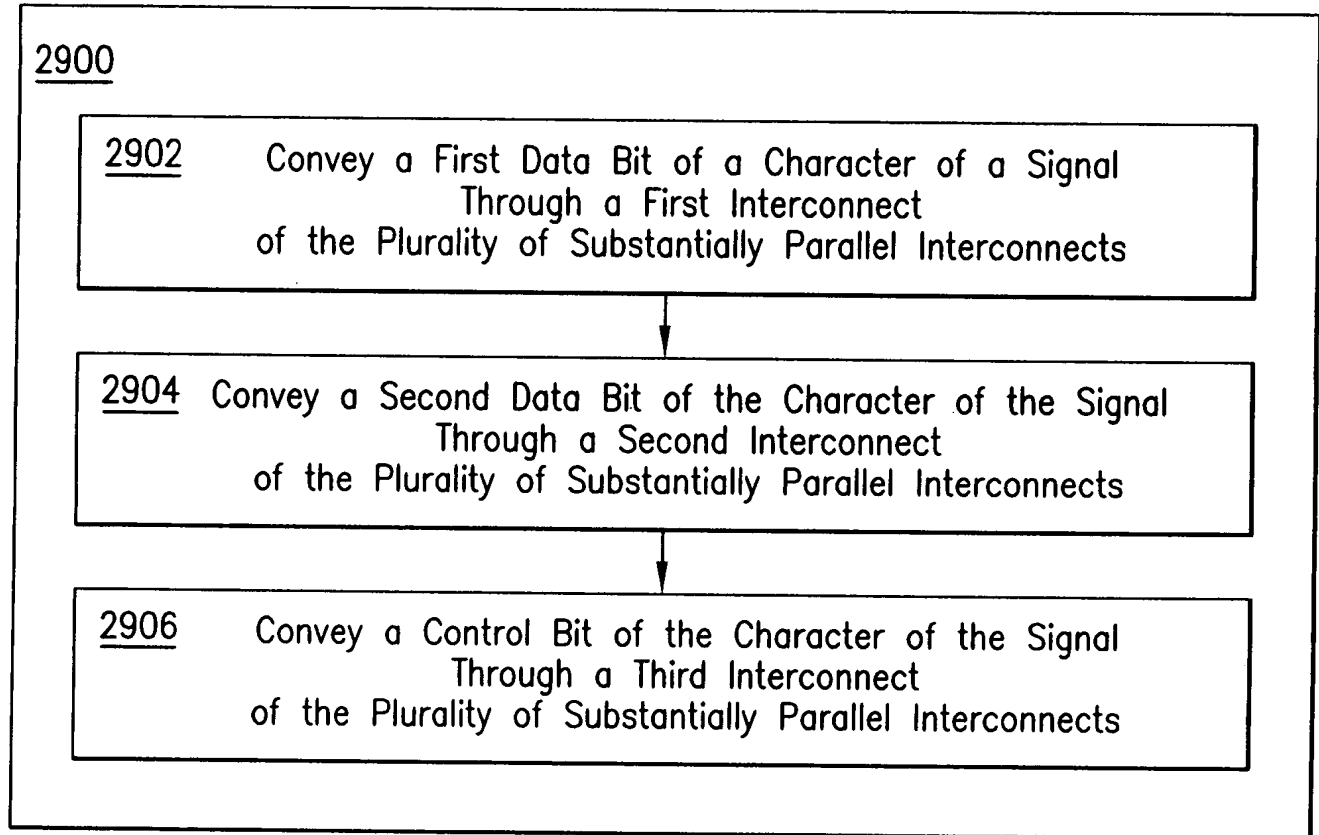 2900
2902 Convey a First Data Bit of a Character of a Signal
Through a First Interconnect
of the Plurality of Substantially Parallel Interconnects
2904 Convey a Second Data Bit of the Character of the Signal
Through a Second Interconnect
of the Plurality of Substantially Parallel Interconnects
2906 Convey a Control Bit of the Character of the Signal
Through a Third Interconnect
of the Plurality of Substantially Parallel Interconnects